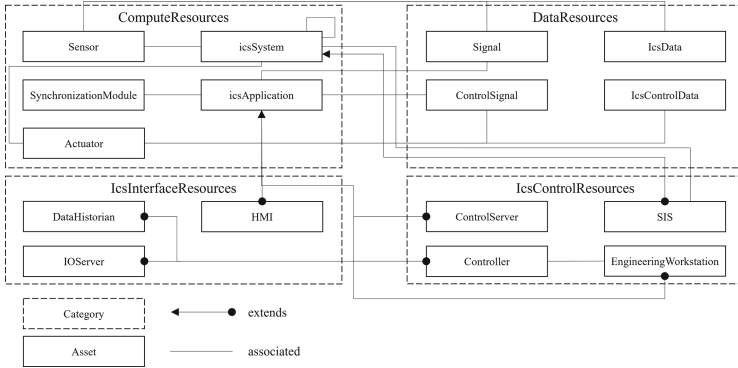 ComputeResources
DataResources
Sensor
icsSystem
Signal
IcsData
SynchronizationModule
icsApplication
ControlSignal
IcsControlData
Actuator
IcsInterfaceResources
IcsControlResources
DataHistorian
HMI
ControlServer
SIS
IOServer
Controller
EngineeringWorkstation
Category
extends
Asset
associated